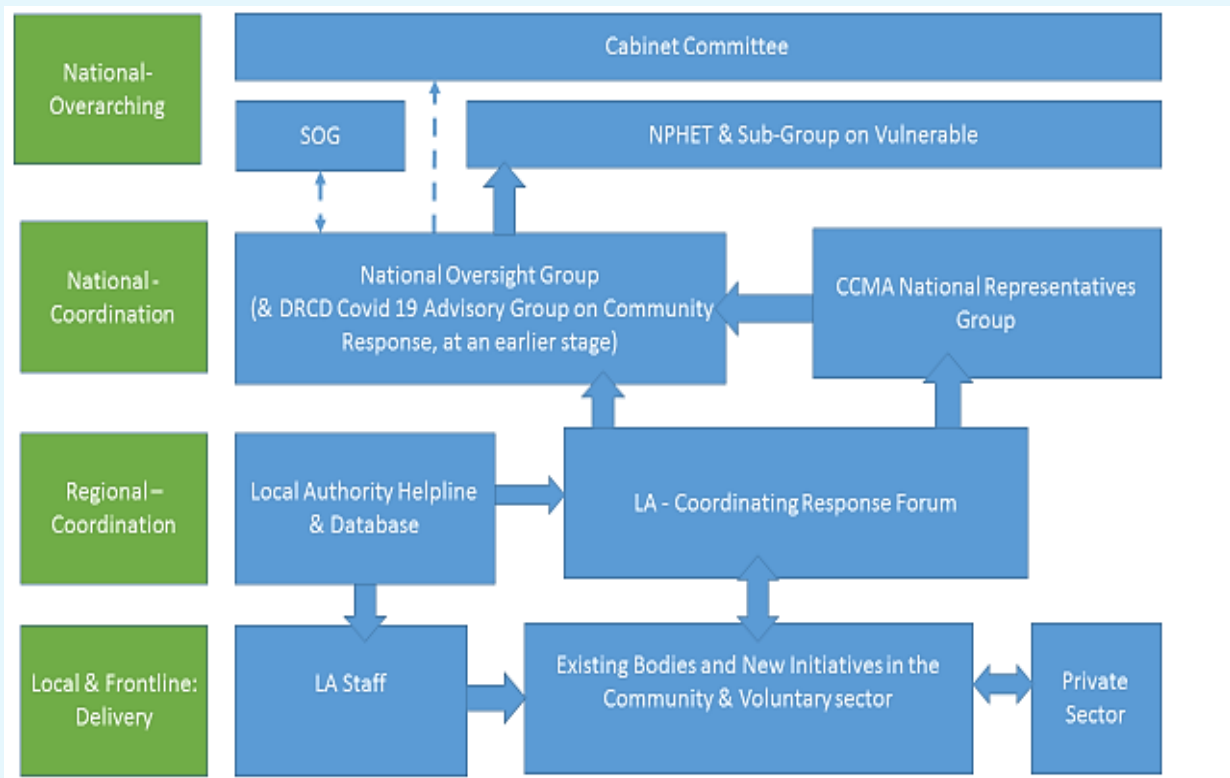 National-
Overarching
Cabinet Committee
SOG
NPHET & Sub-Group on Vulnerable
National -
Coordination
National Oversight Group
(& DRCD Covid 19 Advisory Group on Community
Response, at an earlier stage)
CCMA National Representatives
Group
Regional –
Coordination
Local Authority Helpline
& Database
LA - Coordinating Response Forum
Local & Frontline:
Delivery
LA Staff
Existing Bodies and New Initiatives in the
Community & Voluntary sector
Private
Sector